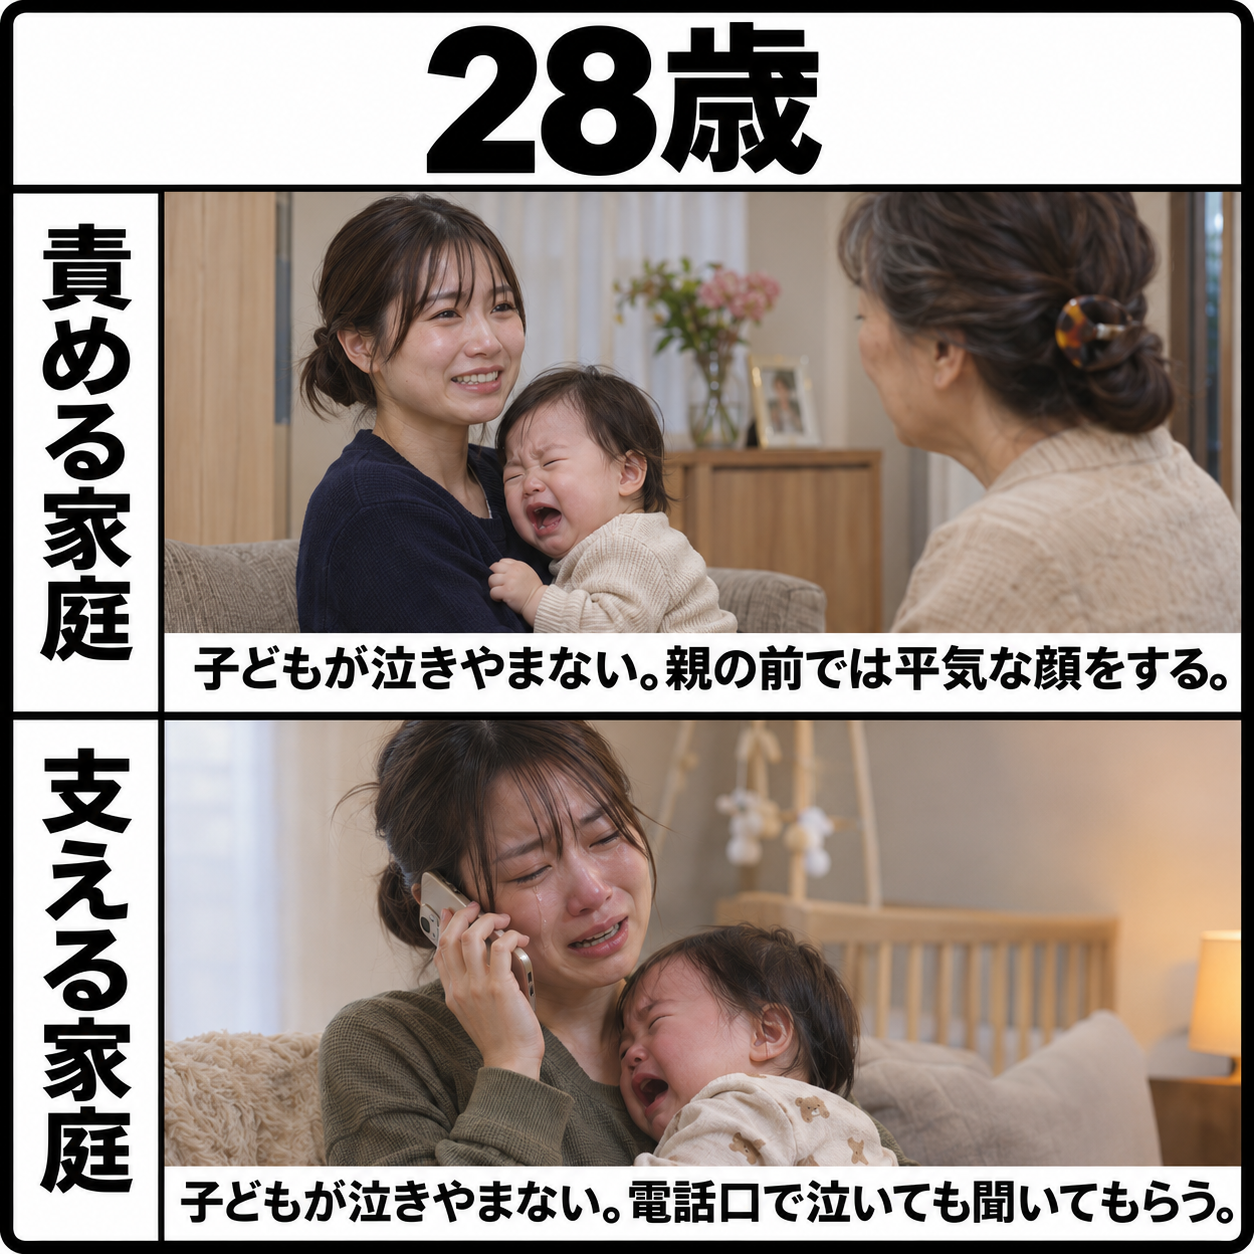 28歳
責める家庭
子どもが泣きやまない。親の前では平気な顔をする。
支える家庭
子どもが泣きやまない。電話口で泣いても聞いてもらう。